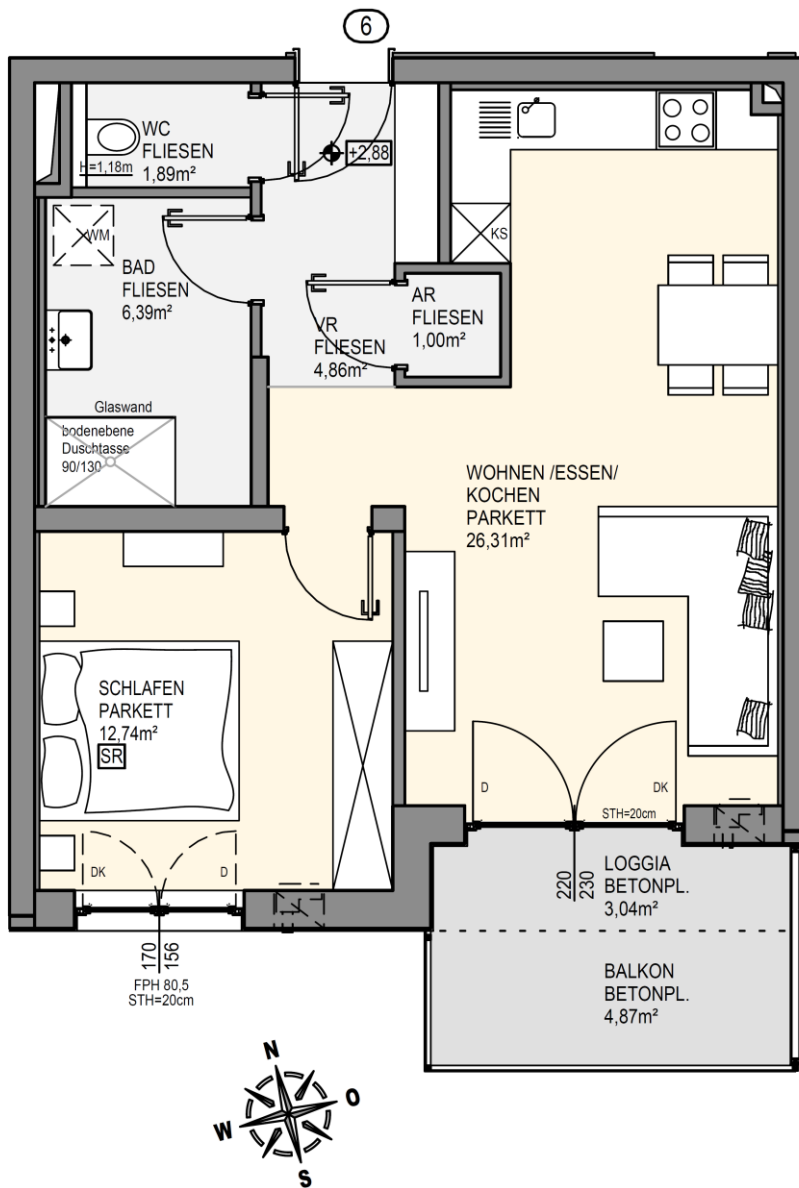 6
WC
FLIESEN
1,89m²
H=1,18m
+2,88
WM
BAD
FLIESEN
6,39m²
KS
AR
FLIESEN
1,00m²
VR
FLIESEN
4,86m²
Glaswand
bodenebene
Duschtasse
90/130
WOHNEN /ESSEN/
KOCHEN
PARKETT
26,31m²
SCHLAFEN
PARKETT
12,74m²
SR
D
DK
STH=20cm
DK
D
220
230
LOGGIA
BETONPL.
3,04m²
170
156
FPH 80,5
STH=20cm
BALKON
BETONPL.
4,87m²
N
O
W
S